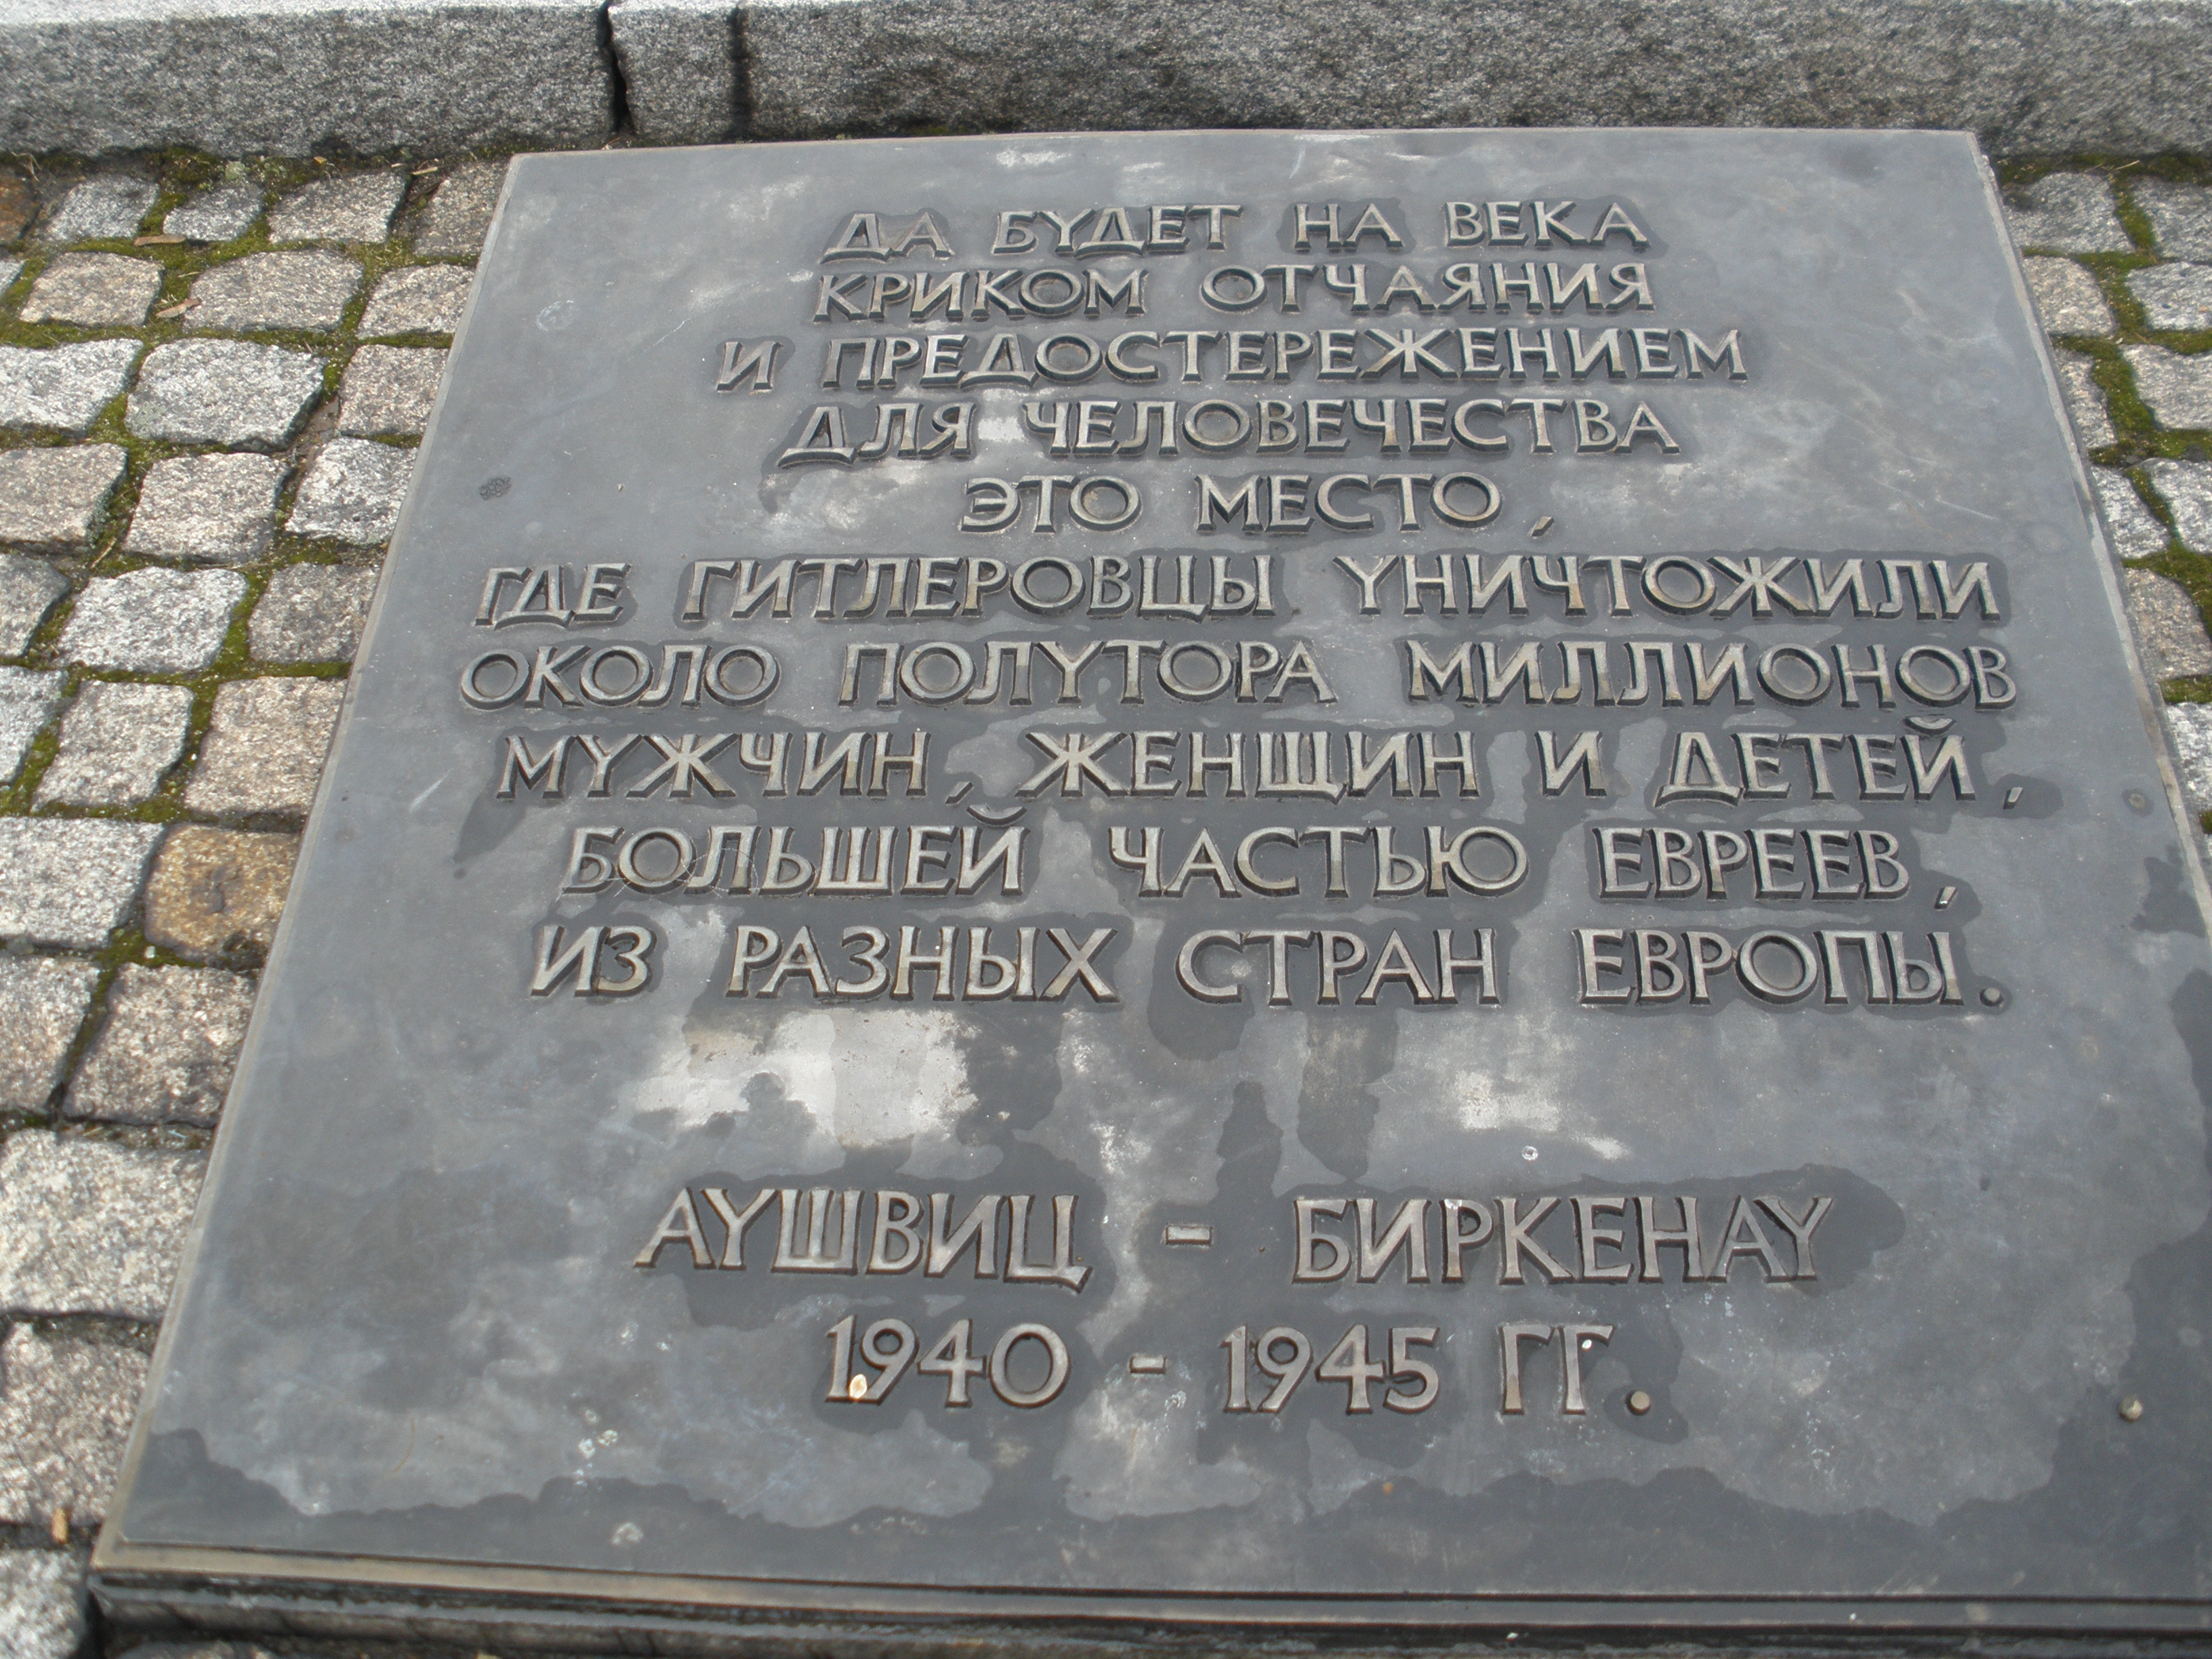 ДА БУДЕТ НА ВЕКА
КРИКОМ ОТЧАЯНИЯ
И ПРЕДОСТЕРЕЖЕНИЕМ
ДЛЯ ЧЕЛОВЕЧЕСТВА
ЭТО МЕСТО,
ГДЕ ГИТЛЕРОВЦЫ УНИЧТОЖИЛИ
ОКОЛО ПОЛУТОРА МИЛЛИОНОВ
МУЖЧИН, ЖЕНЩИН И ДЕТЕЙ,
БОЛЬШЕЙ ЧАСТЬЮ ЕВРЕЕВ,
ИЗ РАЗНЫХ СТРАН ЕВРОПЫ.
АУШВИЦ - БИРКЕНАУ
1940 - 1945 ГГ.